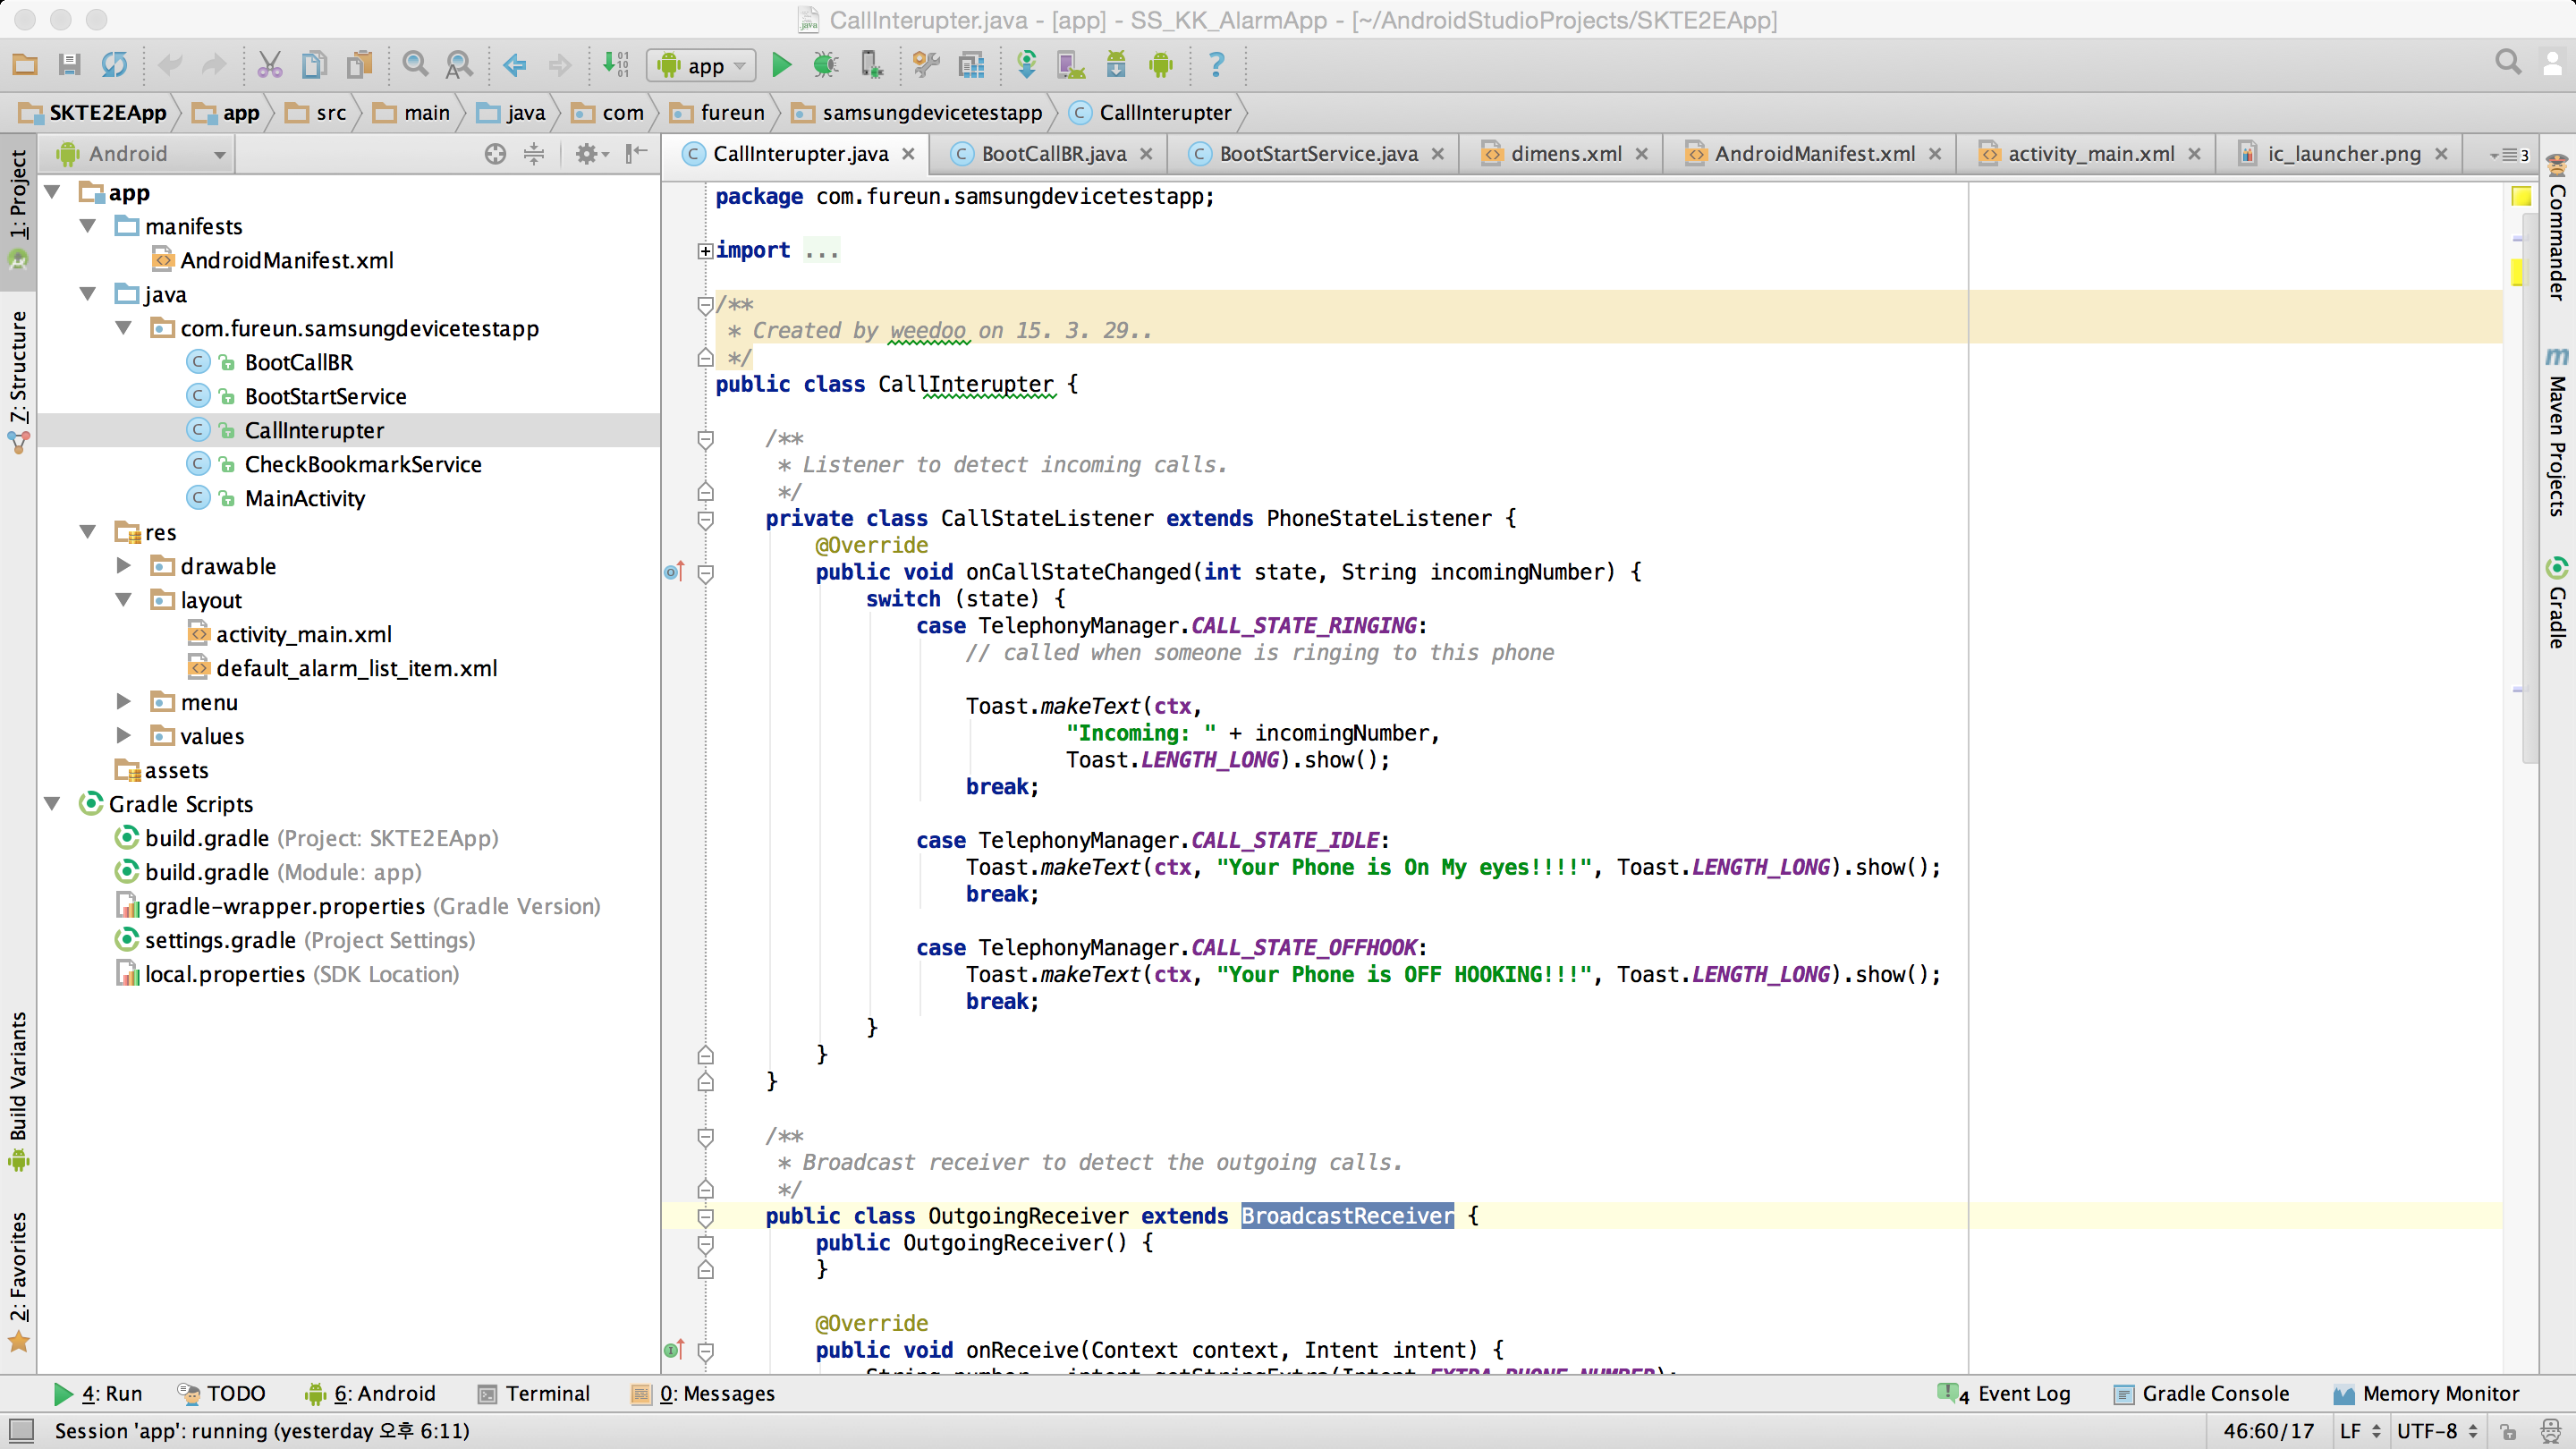 CallInterupter.java - [app] - SS_KK_AlarmApp - [~/AndroidStudioProjects/SKTE2EApp]
app
SKTE2EApp app src main java com fureun samsungdevicetestapp CallInterupter
Android
CallInterupter.java BootCallBR.java BootStartService.java dimens.xml AndroidManifest.xml activity_main.xml ic_launcher.png 3
1: Project
Z: Structure
Build Variants
2: Favorites
app
manifests
AndroidManifest.xml
java
com.fureun.samsungdevicetestapp
BootCallBR
BootStartService
CallInterupter
CheckBookmarkService
MainActivity
res
drawable
layout
activity_main.xml
default_alarm_list_item.xml
menu
values
assets
Gradle Scripts
build.gradle (Project: SKTE2EApp)
build.gradle (Module: app)
gradle-wrapper.properties (Gradle Version)
settings.gradle (Project Settings)
local.properties (SDK Location)
package com.fureun.samsungdevicetestapp;
import ...
/**
* Created by weedoo on 15. 3. 29..
*/
public class CallInterupter {
/**
* Listener to detect incoming calls.
*/
private class CallStateListener extends PhoneStateListener {
@Override
public void onCallStateChanged(int state, String incomingNumber) {
switch (state) {
case TelephonyManager.CALL_STATE_RINGING:
// called when someone is ringing to this phone
Toast.makeText(ctx,
"Incoming: " + incomingNumber,
Toast.LENGTH_LONG).show();
break;
case TelephonyManager.CALL_STATE_IDLE:
Toast.makeText(ctx, "Your Phone is On My eyes!!!!", Toast.LENGTH_LONG).show();
break;
case TelephonyManager.CALL_STATE_OFFHOOK:
Toast.makeText(ctx, "Your Phone is OFF HOOKING!!!", Toast.LENGTH_LONG).show();
break;
}
}
}
/**
* Broadcast receiver to detect the outgoing calls.
*/
public class OutgoingReceiver extends BroadcastReceiver {
public OutgoingReceiver() {
}
@Override
public void onReceive(Context context, Intent intent) {
String number = intent.getStringExtra(Intent.EXTRA_PHONE_NUMBER);
Commander
Maven Projects
Gradle
4: Run TODO 6: Android Terminal 0: Messages 4 Event Log Gradle Console Memory Monitor
Session 'app': running (yesterday 오후 6:11) 46:60/17 LF UTF-8